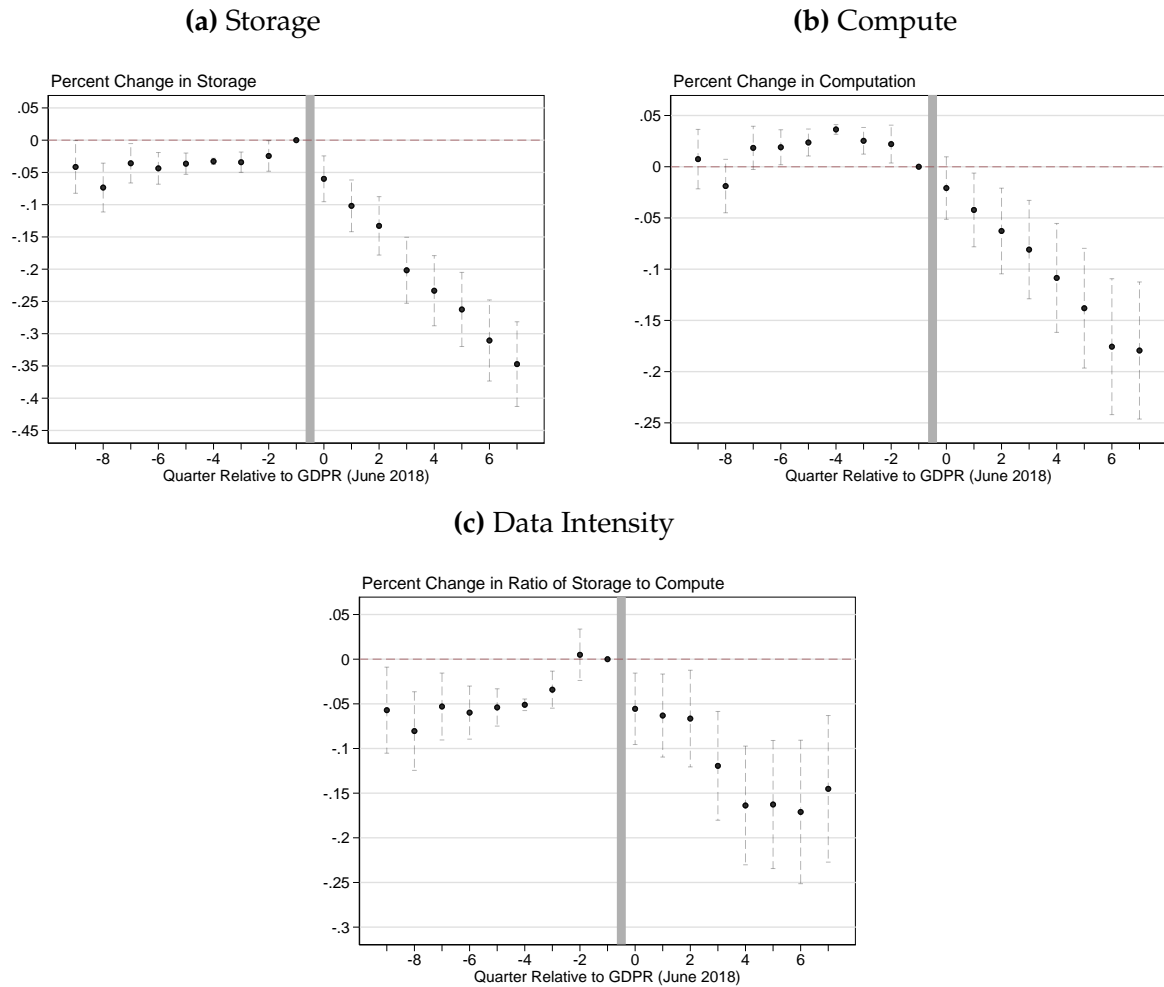 (a) Storage
Percent Change in Storage
.05
0
-.05
-.1
-.15
-.2
-.25
-.3
-.35
-.4
-.45
-8 -6 -4 -2 0 2 4 6
Quarter Relative to GDPR (June 2018)
(b) Compute
Percent Change in Computation
.05
0
-.05
-.1
-.15
-.2
-.25
-8 -6 -4 -2 0 2 4 6
Quarter Relative to GDPR (June 2018)
(c) Data Intensity
Percent Change in Ratio of Storage to Compute
.05
0
-.05
-.1
-.15
-.2
-.25
-.3
-8 -6 -4 -2 0 2 4 6
Quarter Relative to GDPR (June 2018)